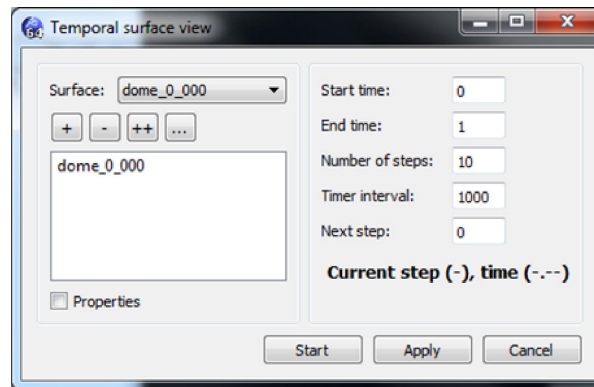 64 Temporal surface view
Surface: dome_0_000
+ - ++ ...
dome_0_000
Properties
Start time: 0
End time: 1
Number of steps: 10
Timer interval: 1000
Next step: 0
Current step (-), time (-.--)
Start Apply Cancel